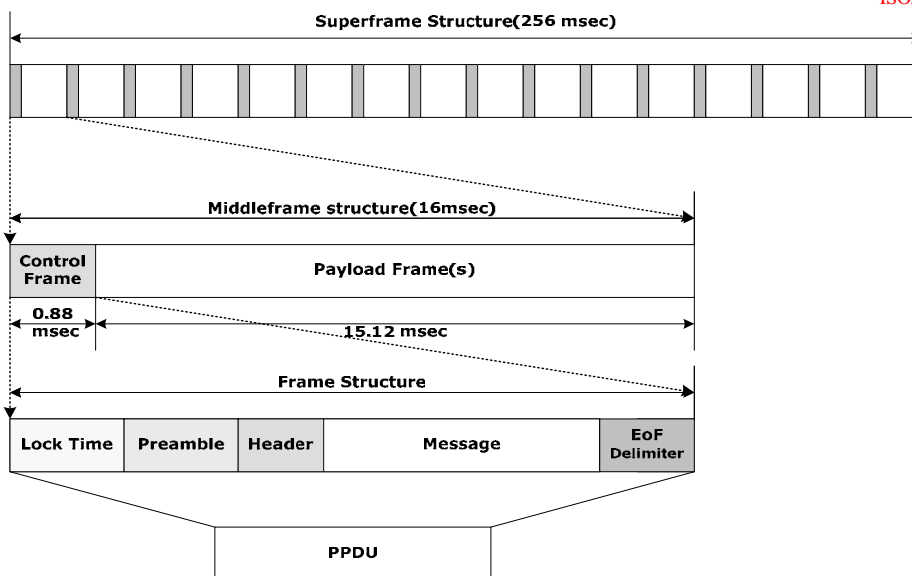 Superframe Structure(256 msec)
Middleframe structure(16msec)
Control
Frame
Payload Frame(s)
0.88
msec
15.12 msec
Frame Structure
Lock Time
Preamble
Header
Message
EoF
Delimiter
PPDU